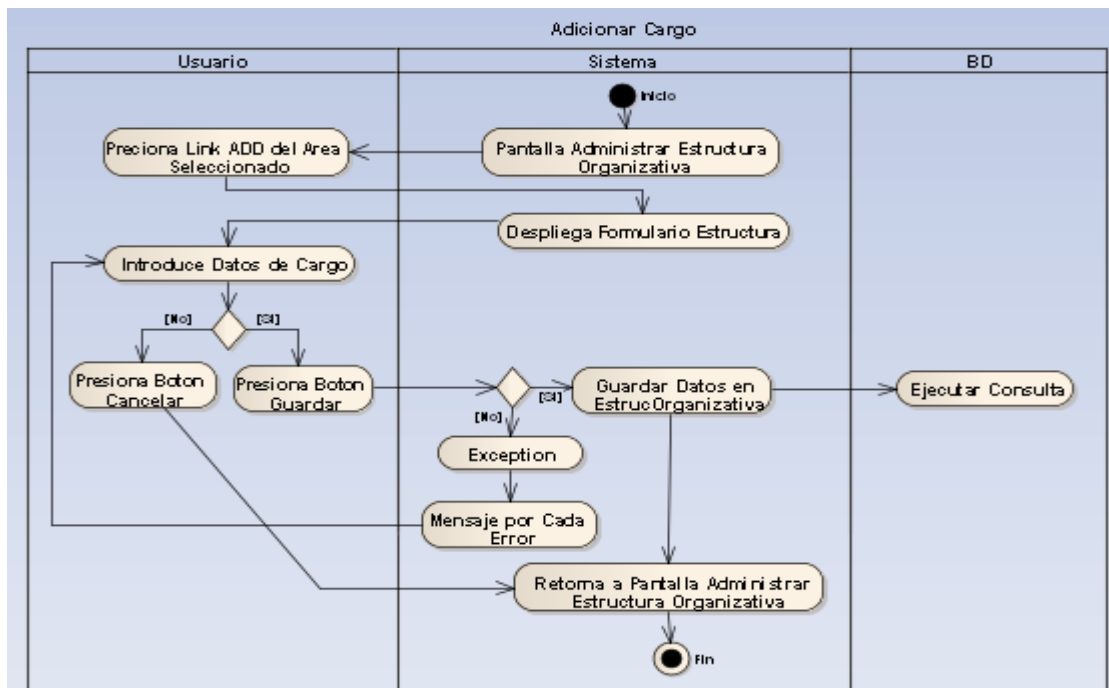 Adicionar Cargo
Usuario
Sistema
BD
Inicio
Preciona Link ADD del Area
Seleccionado
Pantalla Administrar Estructura
Organizativa
Despliega Formulario Estructura
Introduce Datos de Cargo
[No]
[SI]
Presiona Boton
Cancelar
Presiona Boton
Guardar
[SI]
[No]
Guardar Datos en
EstrucOrganizativa
Ejecutar Consulta
Exception
Mensaje por Cada
Error
Retorna a Pantalla Administrar
Estructura Organizativa
Fin